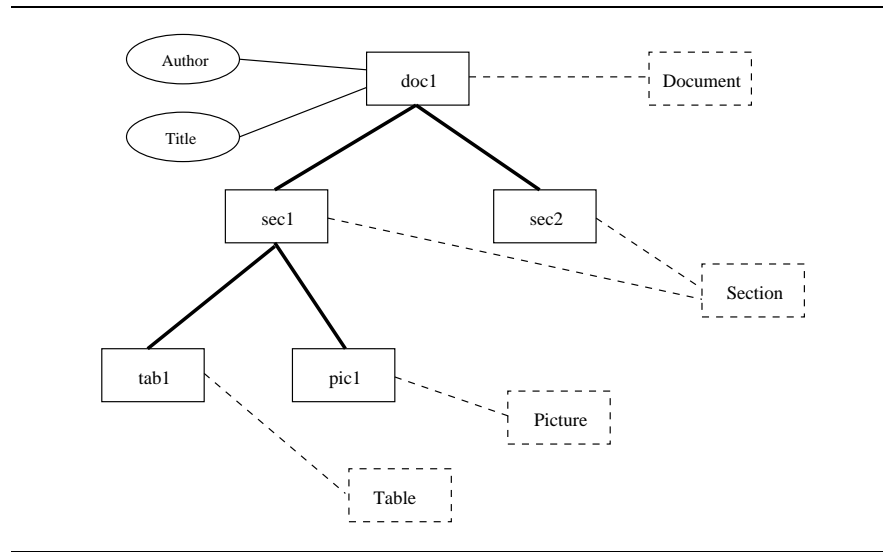 Author
doc1
Document
Title
sec1
sec2
Section
tab1
pic1
Picture
Table